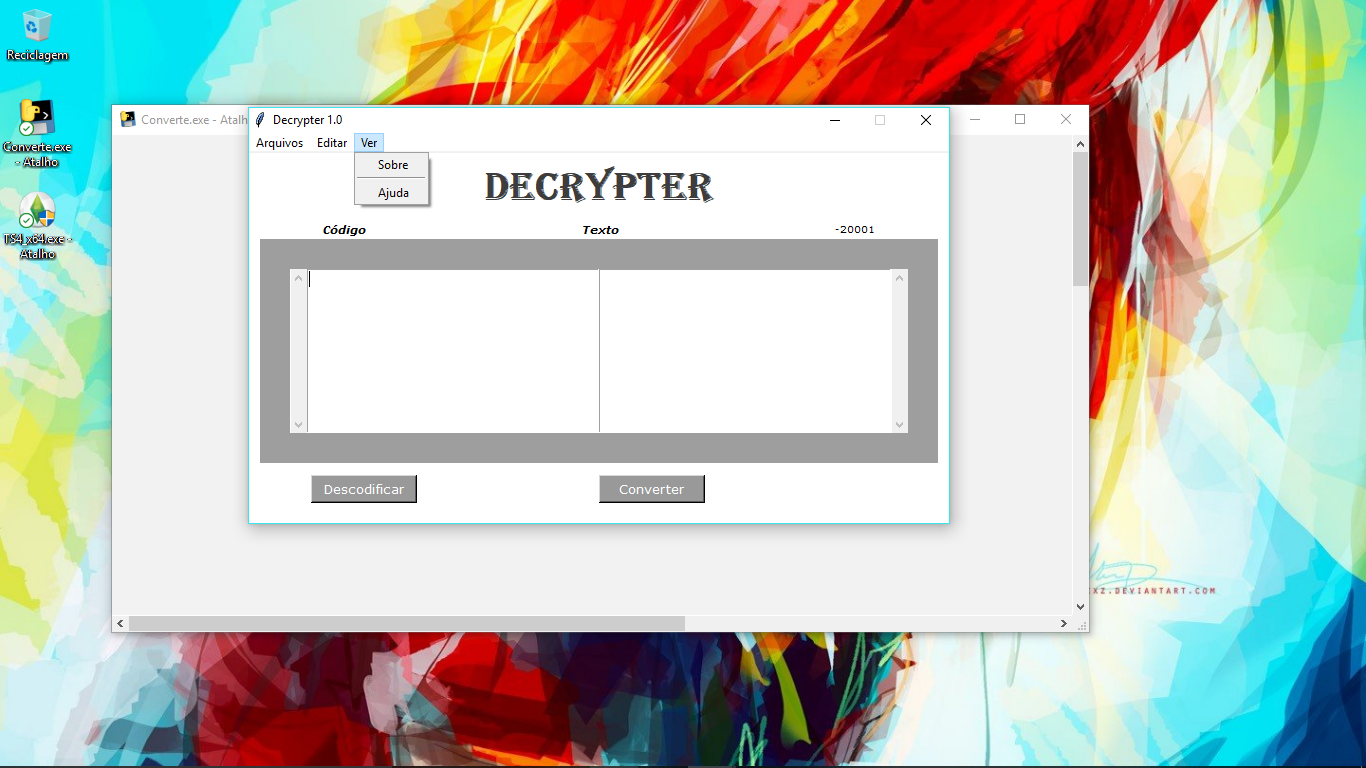 Reciclagem
Converte.exe
- Atalho
TS4_x64.exe -
Atalho
Converte.exe - Atalh
Decrypter 1.0
Arquivos Editar Ver
Sobre
Ajuda
DECRYPTER
Código Texto -20001
Descodificar Converter
XZ.DEVIANTART.COM